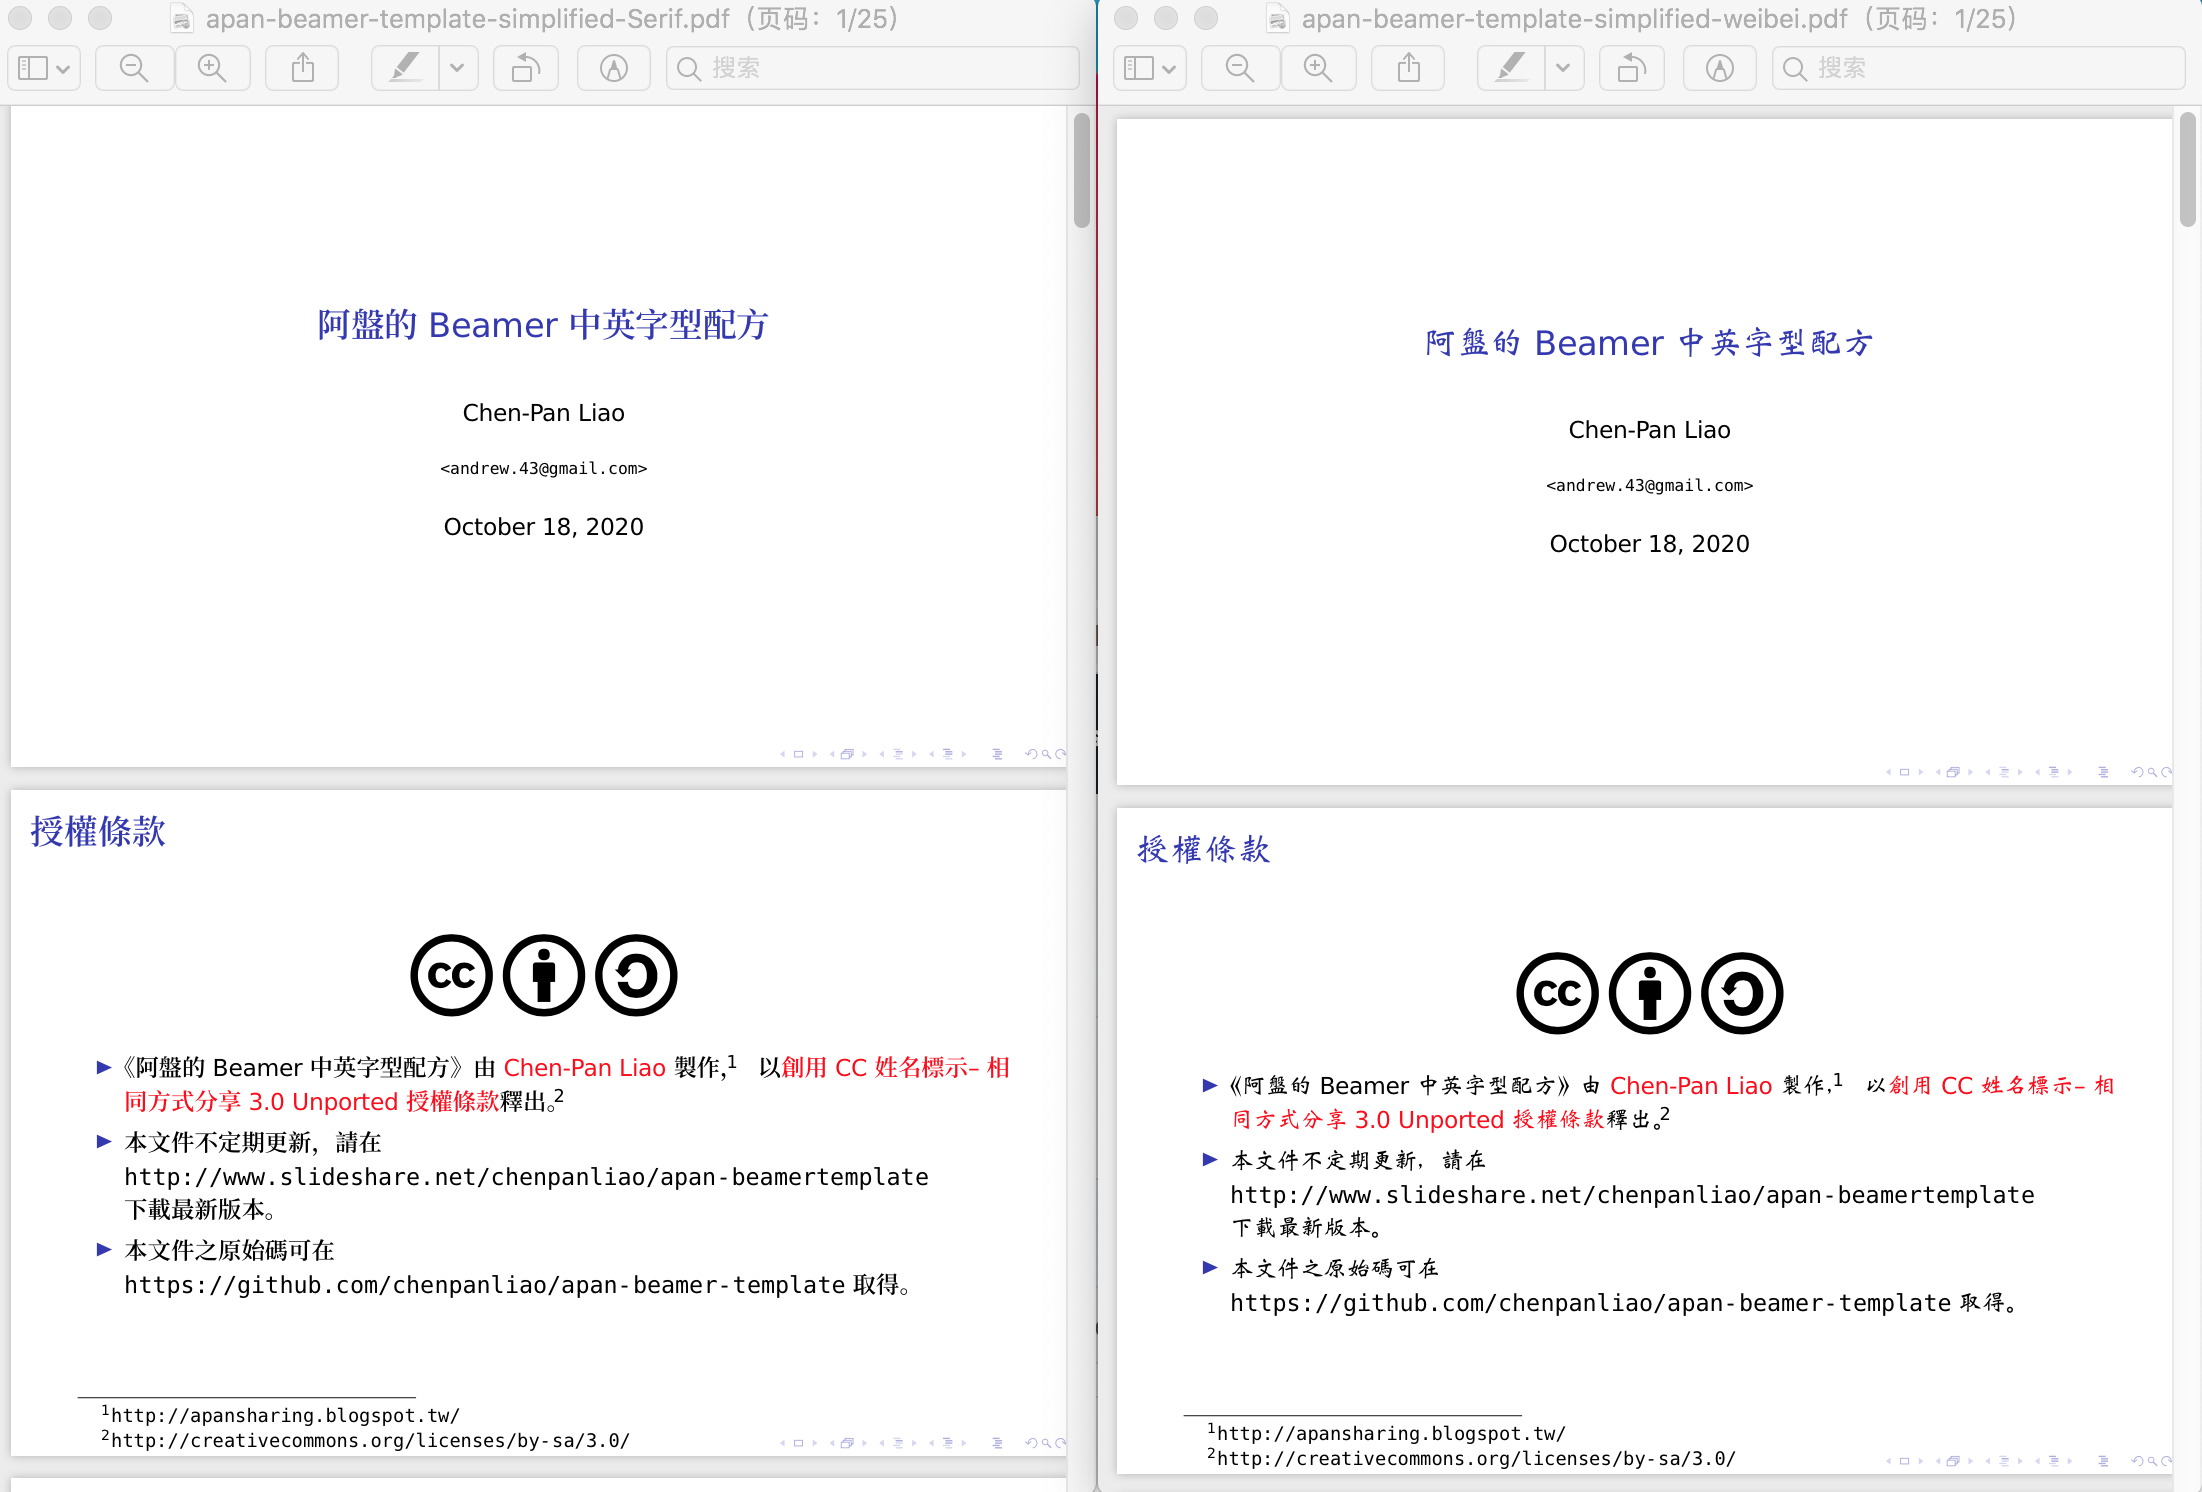 apan-beamer-template-simplified-Serif.pdf（页码：1/25）
搜索
阿盤的 Beamer 中英字型配方
Chen-Pan Liao
<andrew.43@gmail.com>
October 18, 2020
授權條款
cc
《阿盤的 Beamer 中英字型配方》由 Chen-Pan Liao 製作,1 以創用 CC 姓名標示– 相
同方式分享 3.0 Unported 授權條款釋出。2
本文件不定期更新，請在
http://www.slideshare.net/chenpanliao/apan-beamertemplate
下載最新版本。
本文件之原始碼可在
https://github.com/chenpanliao/apan-beamer-template 取得。
1http://apansharing.blogspot.tw/
2http://creativecommons.org/licenses/by-sa/3.0/
apan-beamer-template-simplified-weibei.pdf（页码：1/25）
搜索
阿盤的 Beamer 中英字型配方
Chen-Pan Liao
<andrew.43@gmail.com>
October 18, 2020
授權條款
cc
《阿盤的 Beamer 中英字型配方》由 Chen-Pan Liao 製作,1 以創用 CC 姓名標示– 相
同方式分享 3.0 Unported 授權條款釋出。2
本文件不定期更新，請在
http://www.slideshare.net/chenpanliao/apan-beamertemplate
下載最新版本。
本文件之原始碼可在
https://github.com/chenpanliao/apan-beamer-template 取得。
1http://apansharing.blogspot.tw/
2http://creativecommons.org/licenses/by-sa/3.0/